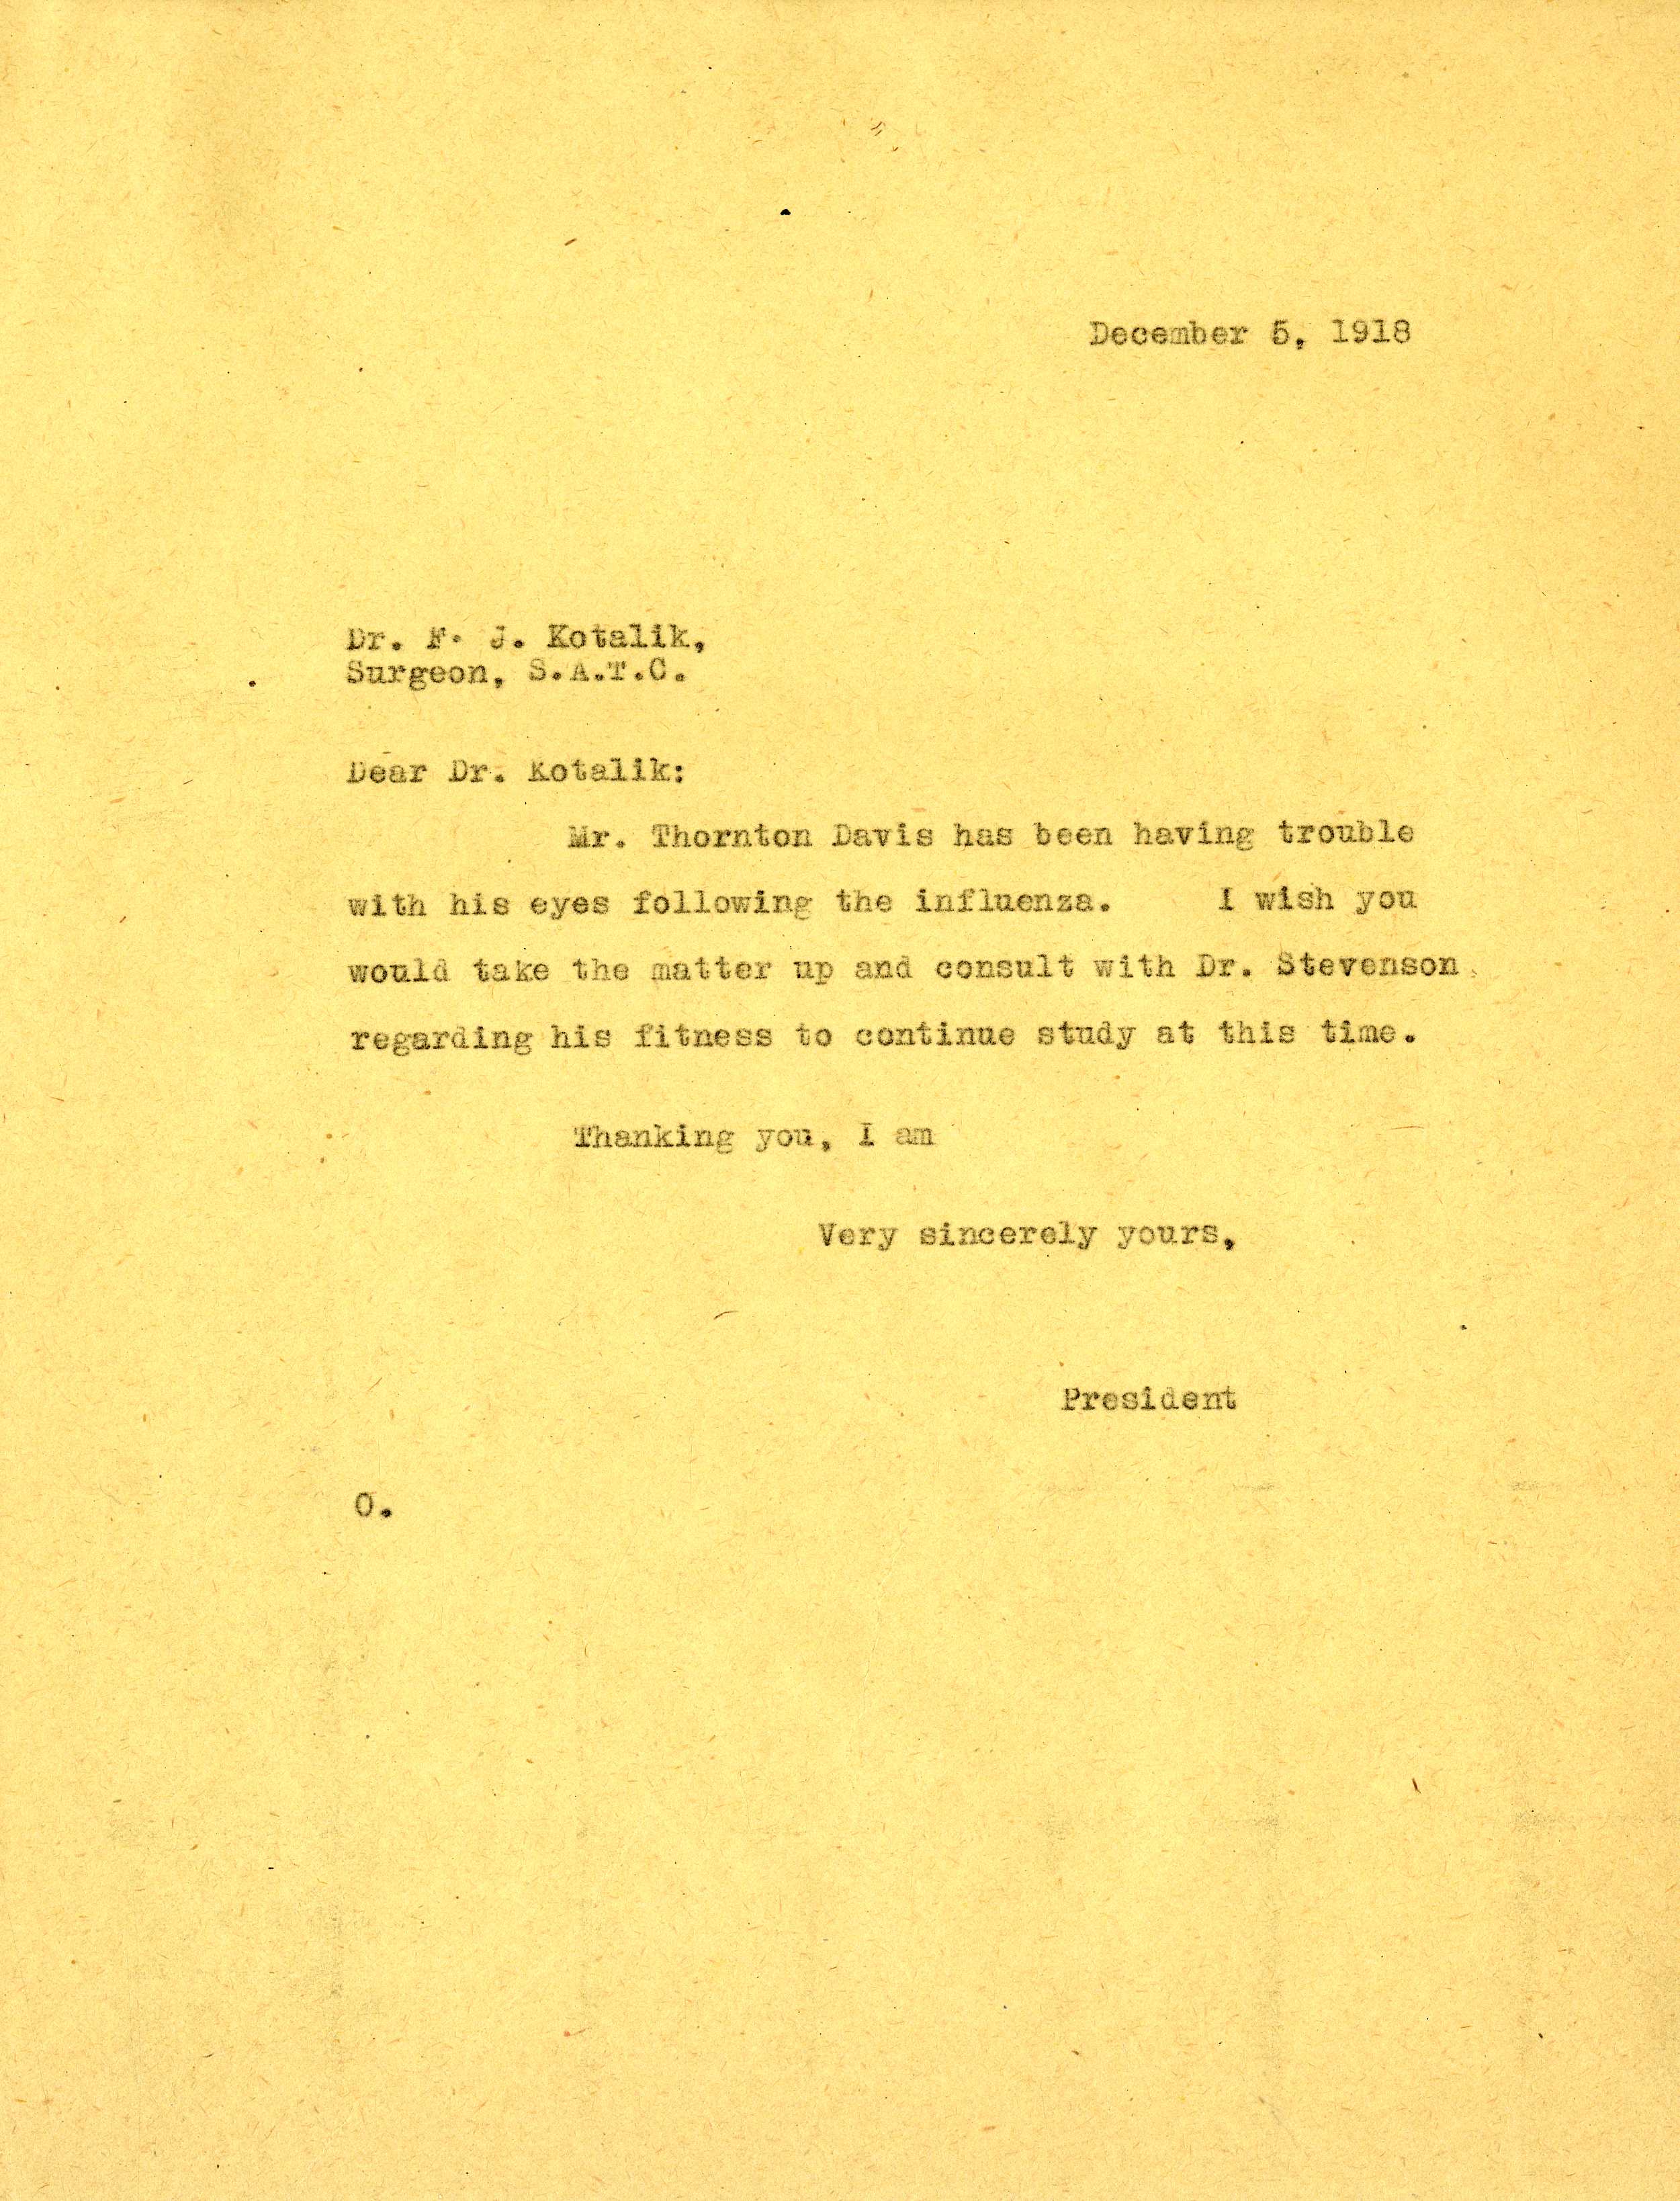 December 5, 1918
Dr. F. J. Kotalik,
Surgeon, S.A.T.C.
Dear Dr. Kotalik:
Mr. Thornton Davis has been having trouble
with his eyes following the influenza. I wish you
would take the matter up and consult with Dr. Stevenson
regarding his fitness to continue study at this time.
Thanking you, I am
Very sincerely yours,
President
O.